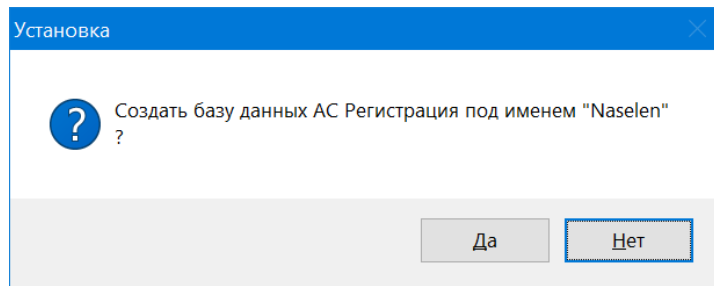 Установка
Создать базу данных АС Регистрация под именем "Naselen"
?
Да
Нет